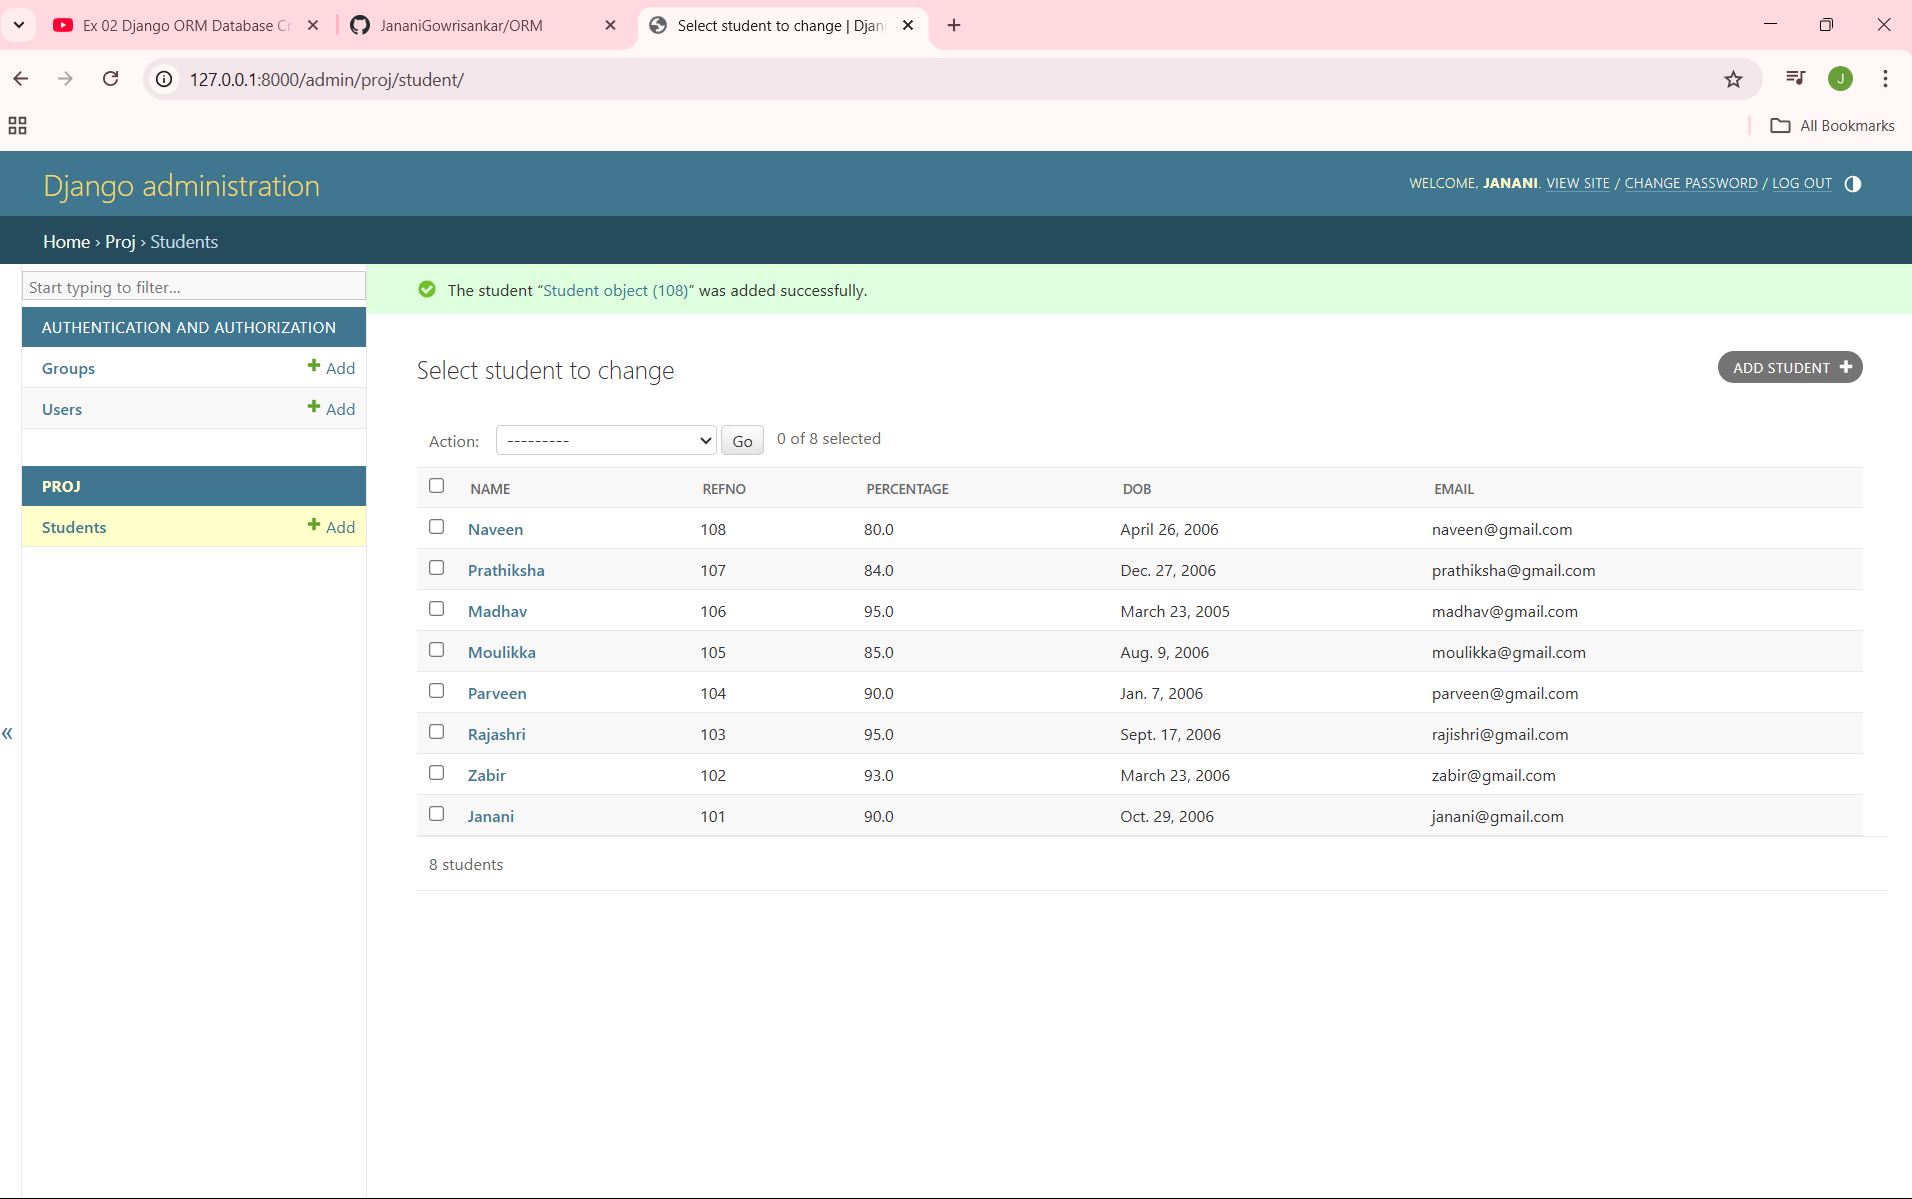 Ex 02 Django ORM Database Cr
JananiGowrisankar/ORM
Select student to change | Djan
127.0.0.1:8000/admin/proj/student/
J
All Bookmarks
Django administration
WELCOME, JANANI. VIEW SITE / CHANGE PASSWORD / LOG OUT
Home › Proj › Students
Start typing to filter...
The student “Student object (108)” was added successfully.
AUTHENTICATION AND AUTHORIZATION
Groups + Add
Users + Add
PROJ
Students + Add
«
Select student to change
ADD STUDENT +
Action: --------- Go 0 of 8 selected
NAME REFNO PERCENTAGE DOB EMAIL
Naveen 108 80.0 April 26, 2006 naveen@gmail.com
Prathiksha 107 84.0 Dec. 27, 2006 prathiksha@gmail.com
Madhav 106 95.0 March 23, 2005 madhav@gmail.com
Moulikka 105 85.0 Aug. 9, 2006 moulikka@gmail.com
Parveen 104 90.0 Jan. 7, 2006 parveen@gmail.com
Rajashri 103 95.0 Sept. 17, 2006 rajishri@gmail.com
Zabir 102 93.0 March 23, 2006 zabir@gmail.com
Janani 101 90.0 Oct. 29, 2006 janani@gmail.com
8 students